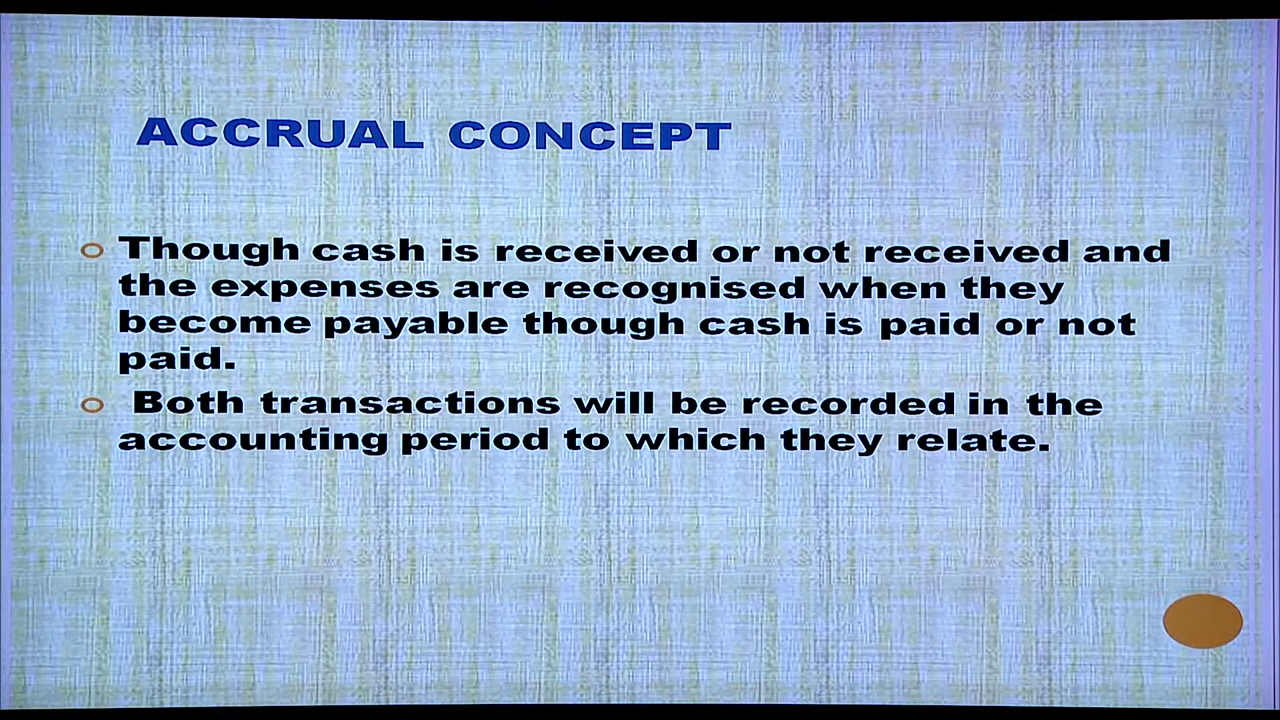 ACCRUAL CONCEPT
Though cash is received or not received and
the expenses are recognised when they
become payable though cash is paid or not
paid.
Both transactions will be recorded in the
accounting period to which they relate.